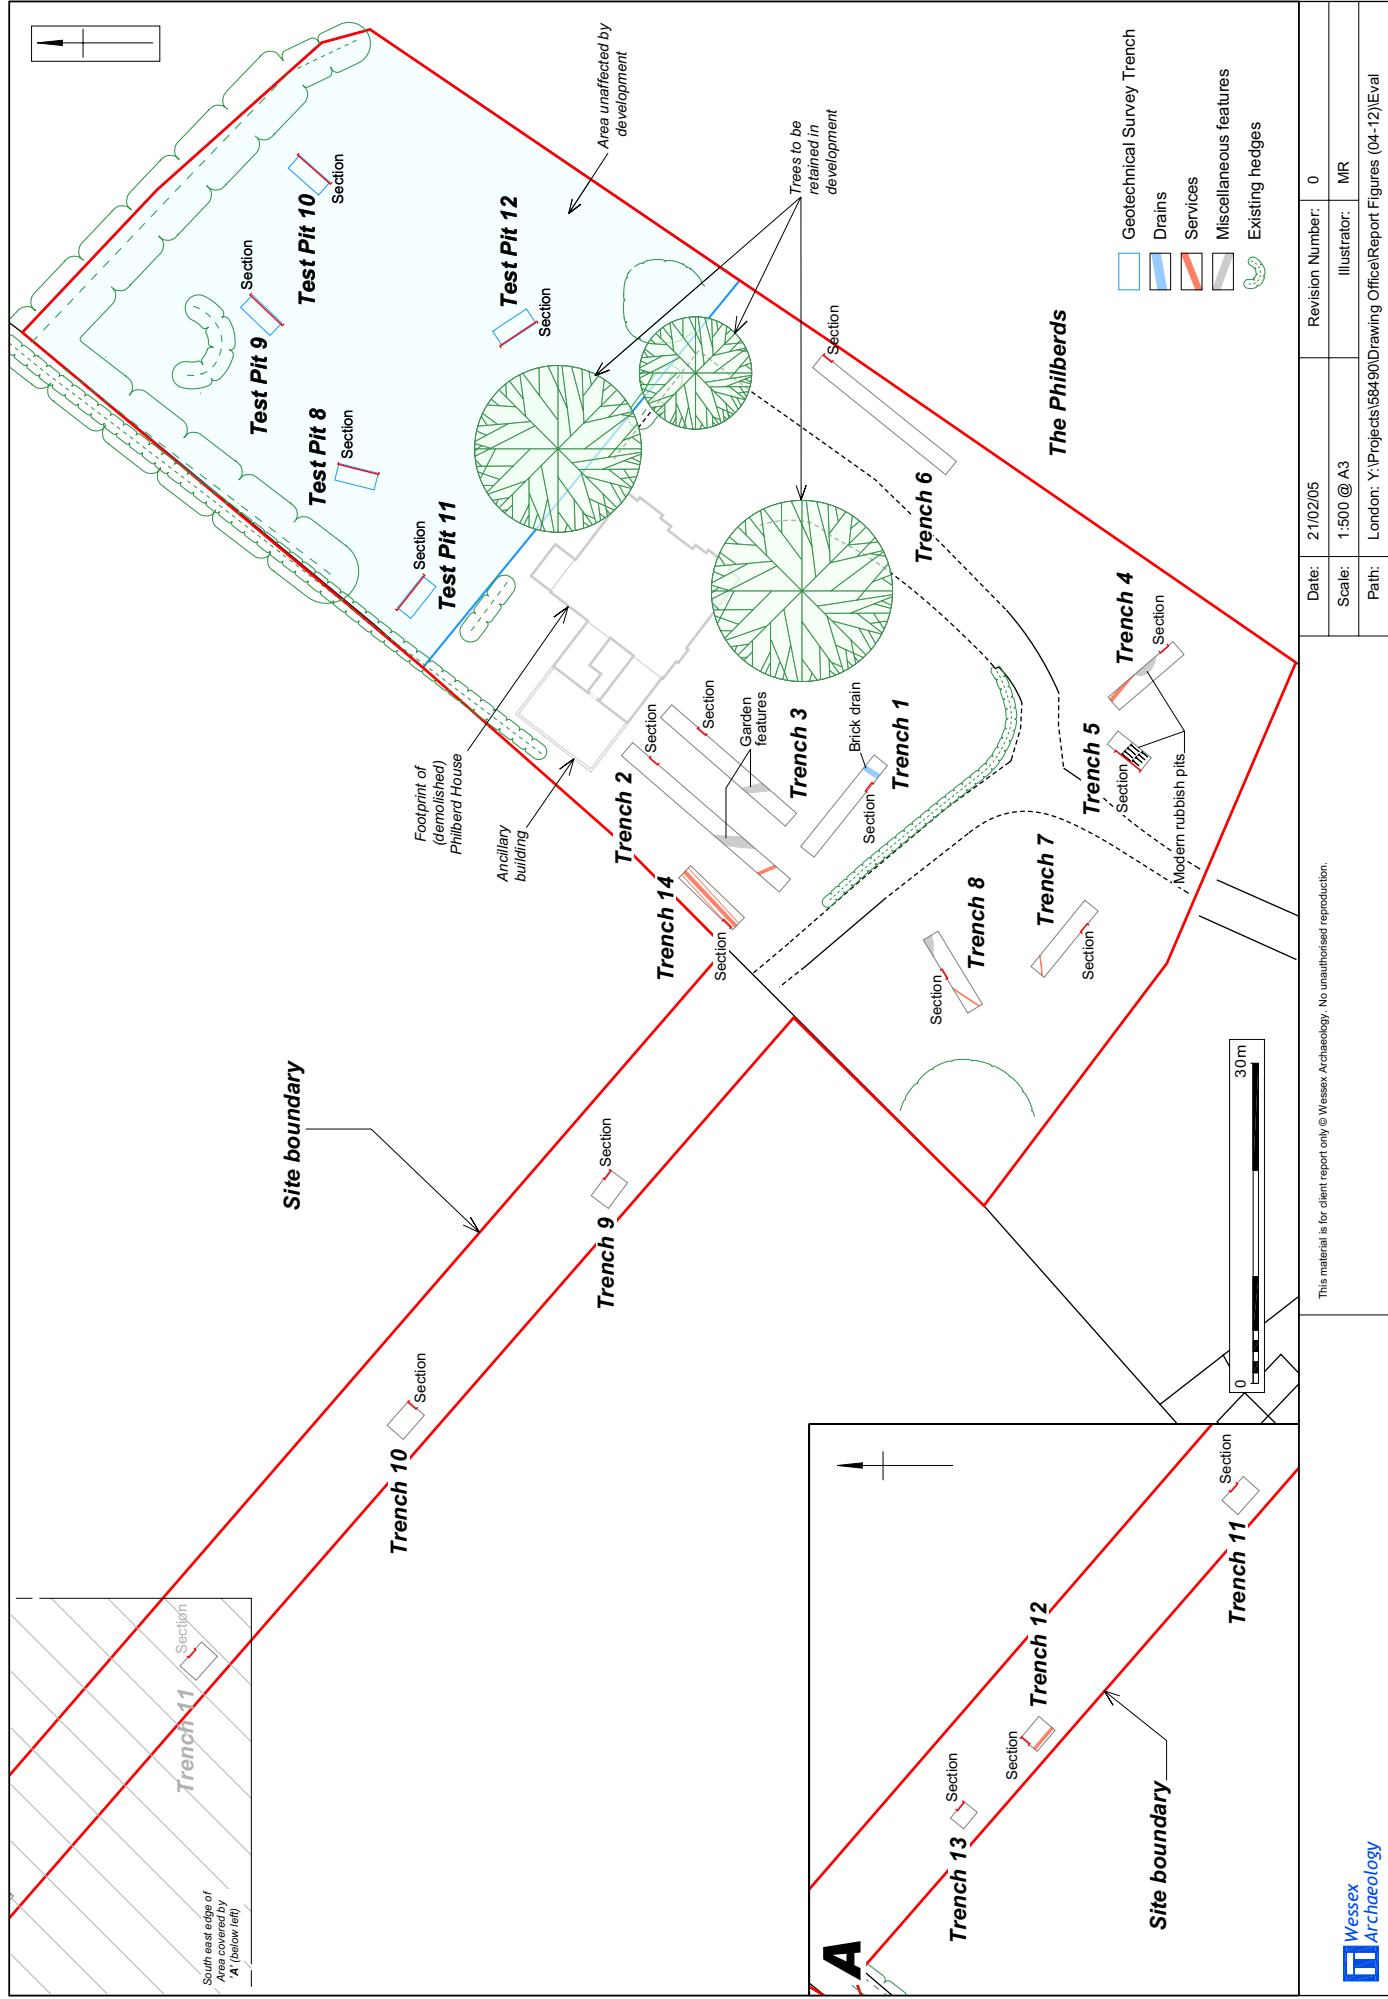 South east edge of
Area covered by
'A' (below left)
Trench 11
Section
Trench 10
Section
Site boundary
Trench 9
Section
Trench 14
Section
Trench 2
Section
Ancillary
building
Footprint of
(demolished)
Philberd House
Section
Garden
features
Trench 3
Brick drain
Section
Trench 1
Test Pit 11
Section
Test Pit 8
Section
Test Pit 9
Section
Test Pit 10
Section
Test Pit 12
Section
Area unaffected by
development
Trees to be
retained in
development
Section
Trench 6
The Philberds
Trench 4
Section
Trench 5
Section
Modern rubbish pits
Trench 7
Section
Trench 8
Section
A
Trench 13
Section
Section
Trench 12
Site boundary
Trench 11
Section
0
30m
Geotechnical Survey Trench
Drains
Services
Miscellaneous features
Existing hedges
Wessex
Archaeology
This material is for client report only © Wessex Archaeology. No unauthorised reproduction.
Date: 21/02/05 Revision Number: 0
Scale: 1:500 @ A3 Illustrator: MR
Path: London: Y:\Projects\58490\Drawing Office\Report Figures (04-12)\Eval